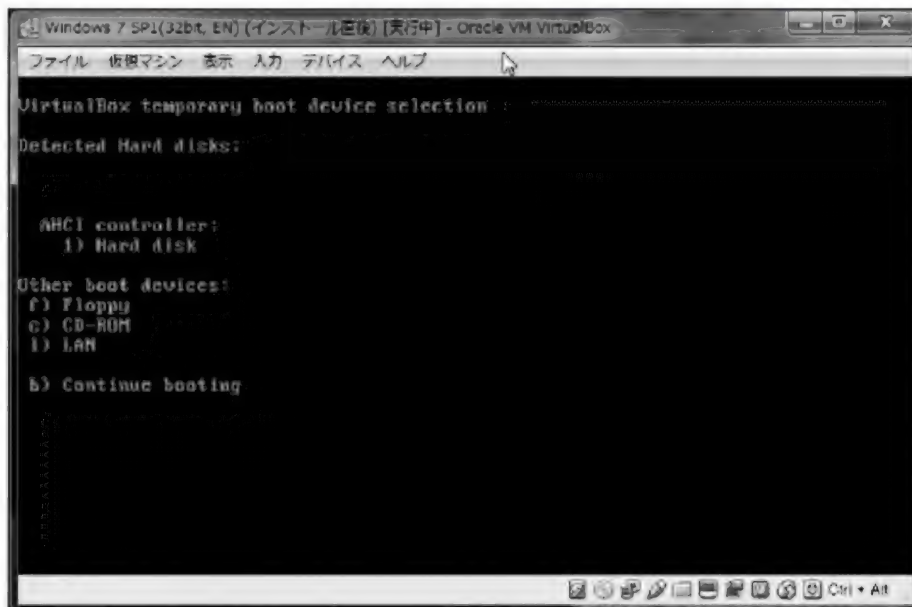 Windows 7 SP1(32bit, EN) (インストール直後) [実行中] - Oracle VM VirtualBox
ファイル 仮想マシン 表示 入力 デバイス ヘルプ
VirtualBox temporary boot device selection :
Detected Hard disks:
AHCI controller:
1) Hard disk
Other boot devices:
f) Floppy
c) CD-ROM
l) LAN
b) Continue booting
Ctrl + Alt